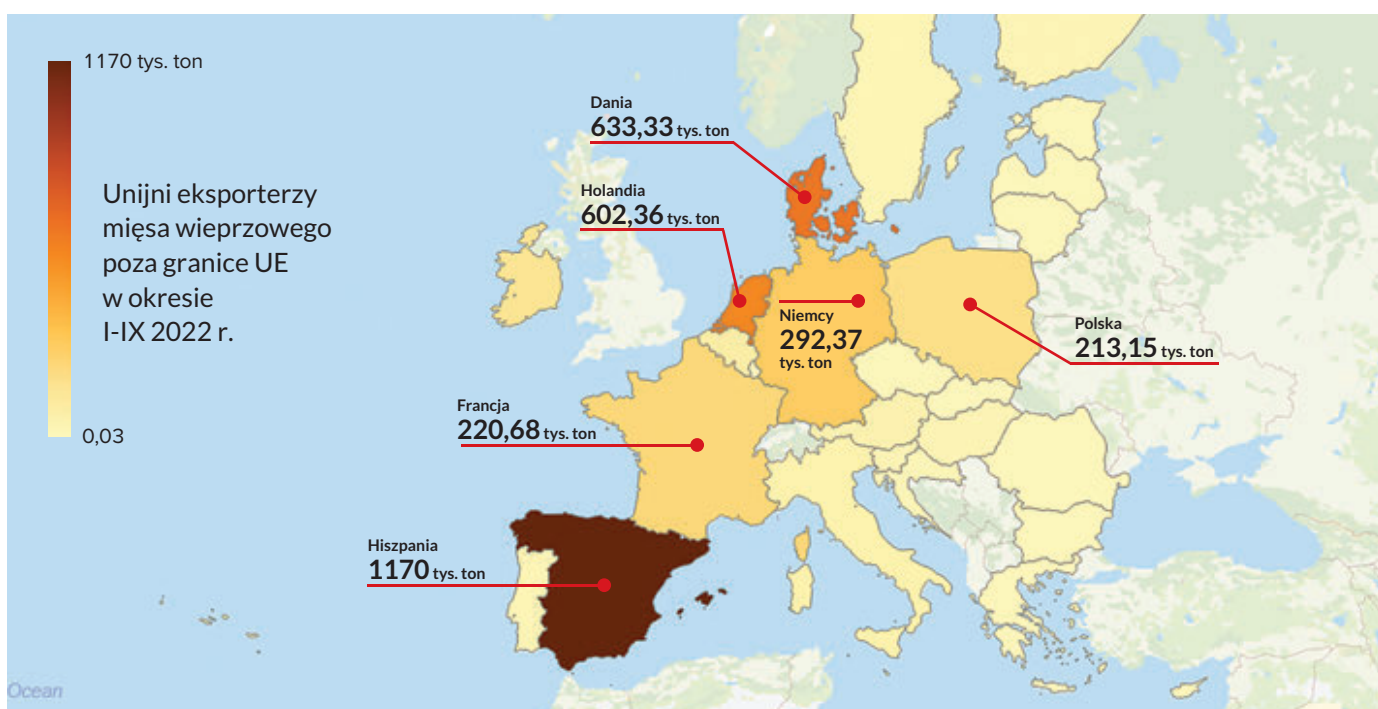 1170 tys. ton
Unijni eksporterzy
mięsa wieprzowego
poza granice UE
w okresie
I-IX 2022 r.
0,03
Dania
633,33 tys. ton
Holandia
602,36 tys. ton
Niemcy
292,37
tys. ton
Polska
213,15 tys. ton
Francja
220,68 tys. ton
Hiszpania
1170 tys. ton
Ocean